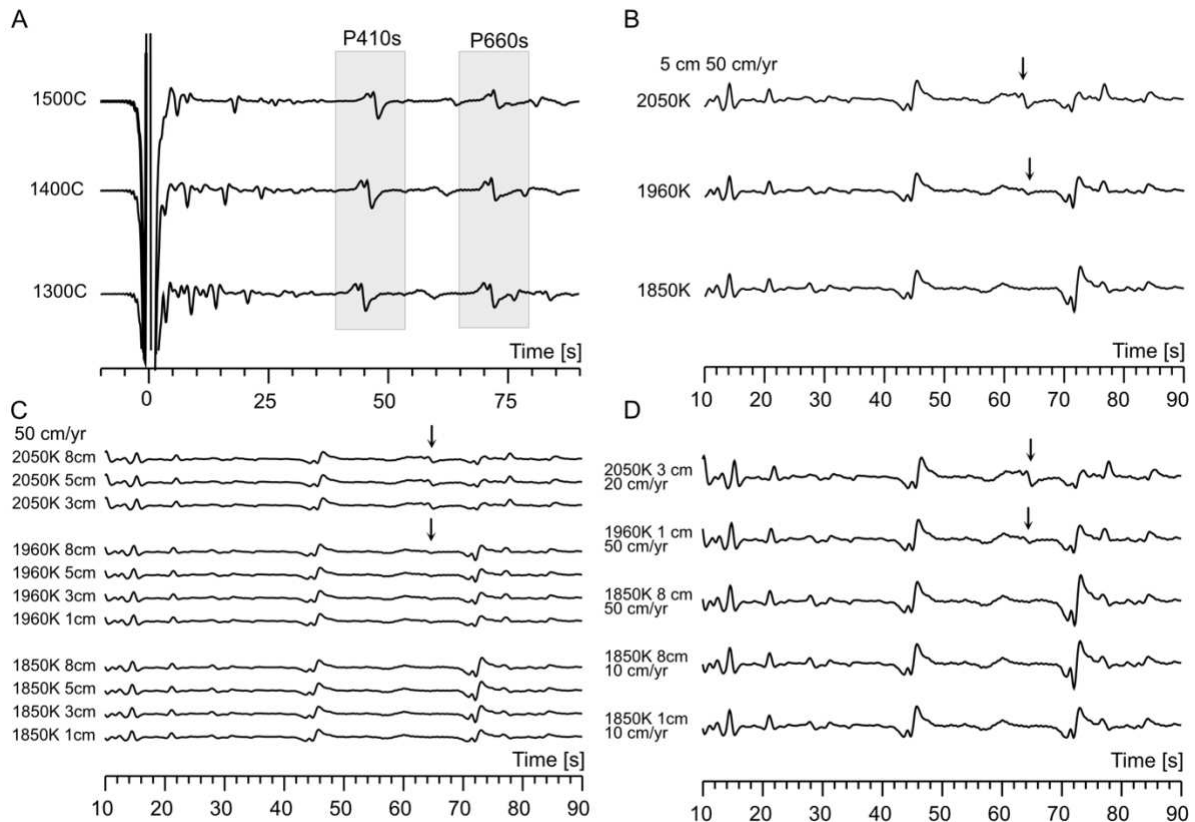 A
P410s
P660s
1500C
1400C
1300C
Time [s]
0
25
50
75
B
5 cm 50 cm/yr
2050K
1960K
1850K
Time [s]
10 20 30 40 50 60 70 80 90
C
50 cm/yr
2050K 8cm
2050K 5cm
2050K 3cm
1960K 8cm
1960K 5cm
1960K 3cm
1960K 1cm
1850K 8cm
1850K 5cm
1850K 3cm
1850K 1cm
Time [s]
10 20 30 40 50 60 70 80 90
D
2050K 3 cm
20 cm/yr
1960K 1 cm
50 cm/yr
1850K 8 cm
50 cm/yr
1850K 8cm
10 cm/yr
1850K 1cm
10 cm/yr
Time [s]
10 20 30 40 50 60 70 80 90